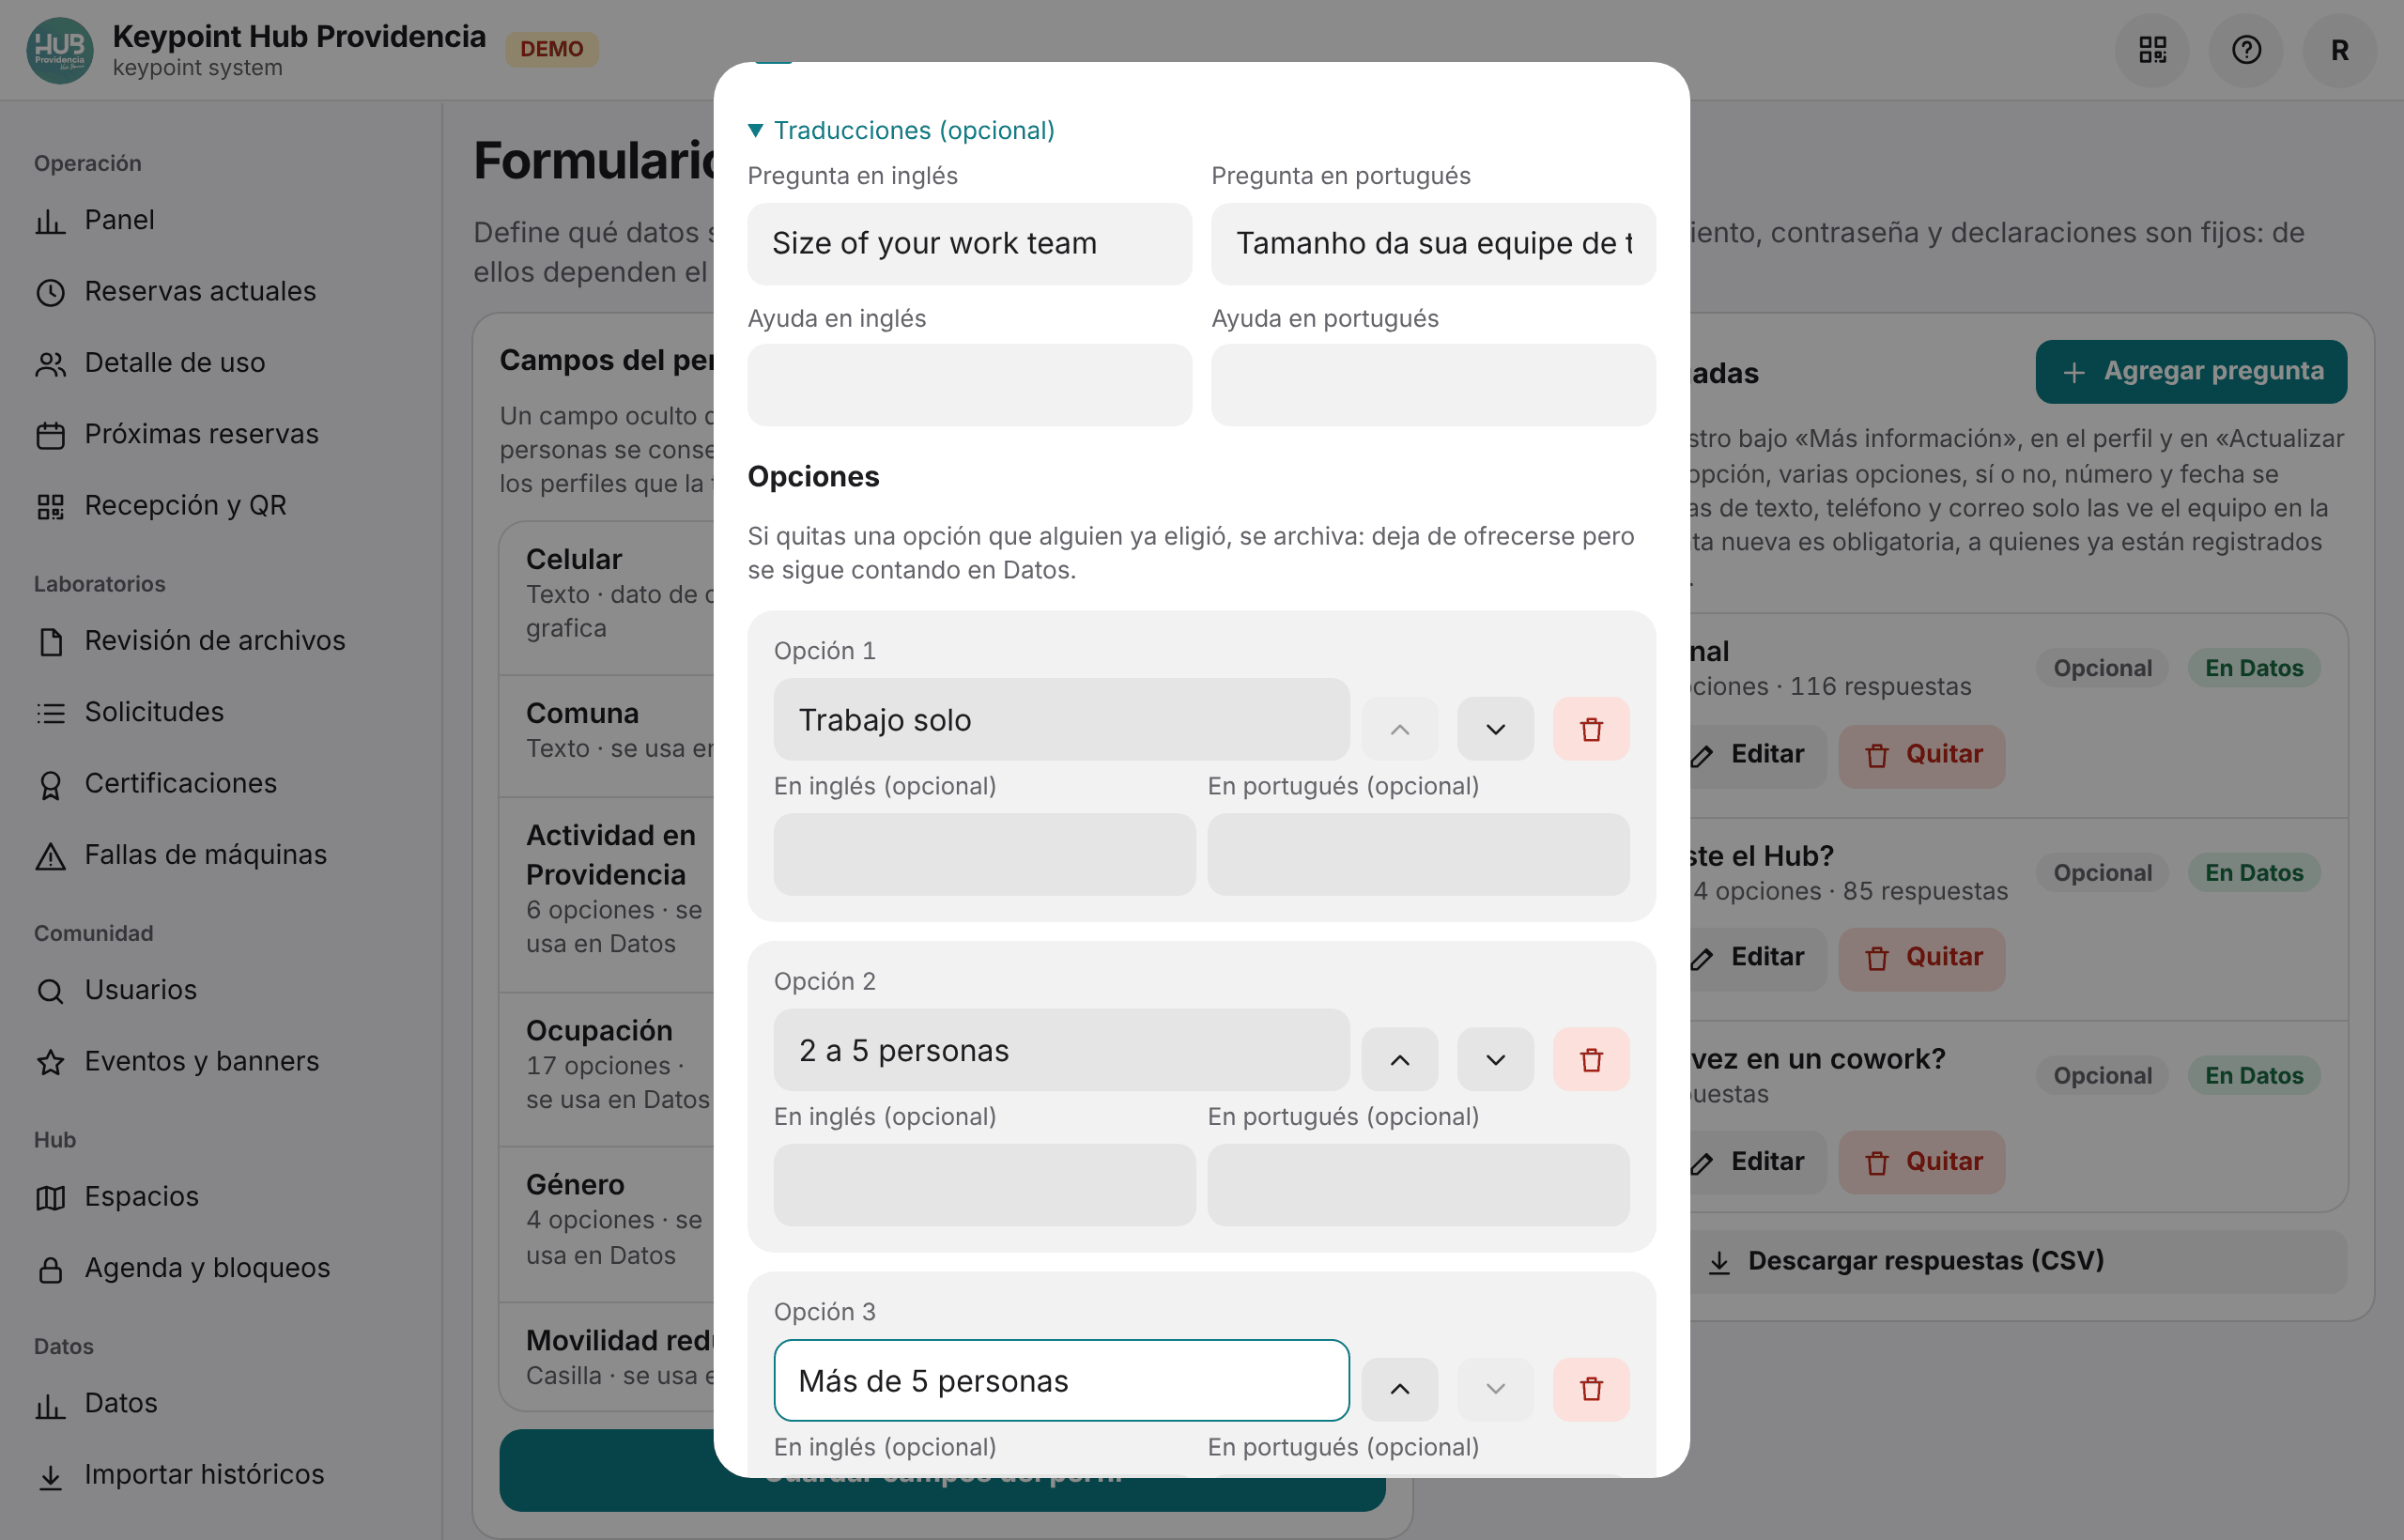 HUB
Providencia
Keypoint Hub Providencia
keypoint system
DEMO
R
Operación
Panel
Reservas actuales
Detalle de uso
Próximas reservas
Recepción y QR
Laboratorios
Revisión de archivos
Solicitudes
Certificaciones
Fallas de máquinas
Comunidad
Usuarios
Eventos y banners
Hub
Espacios
Agenda y bloqueos
Datos
Datos
Importar históricos
Formulario
Define qué datos
ellos dependen el
Campos del
Un campo oculto
personas se
los perfiles que la
Celular
Texto · dato de
grafica
Comuna
Texto · se usa
Actividad en
Providencia
6 opciones · se
usa en Datos
Ocupación
17 opciones ·
se usa en Datos
Género
4 opciones · se
usa en Datos
Movilidad
Casilla · se usa
Traducciones (opcional)
Pregunta en inglés
Pregunta en portugués
Size of your work team
Tamanho da sua equipe de t
Ayuda en inglés
Ayuda en portugués
Opciones
Si quitas una opción que alguien ya eligió, se archiva: deja de ofrecerse pero
se sigue contando en Datos.
Opción 1
Trabajo solo
En inglés (opcional)
En portugués (opcional)
Opción 2
2 a 5 personas
En inglés (opcional)
En portugués (opcional)
Opción 3
Más de 5 personas
En inglés (opcional)
En portugués (opcional)
iento, contraseña y declaraciones son fijos: de
adas
Agregar pregunta
stro bajo «Más información», en el perfil y en «Actualizar
opción, varias opciones, sí o no, número y fecha se
as de texto, teléfono y correo solo las ve el equipo en la
ta nueva es obligatoria, a quienes ya están registrados
nal
ciones · 116 respuestas
Opcional
En Datos
Editar
Quitar
ste el Hub?
4 opciones · 85 respuestas
Opcional
En Datos
Editar
Quitar
vez en un cowork?
uestas
Opcional
En Datos
Editar
Quitar
Descargar respuestas (CSV)